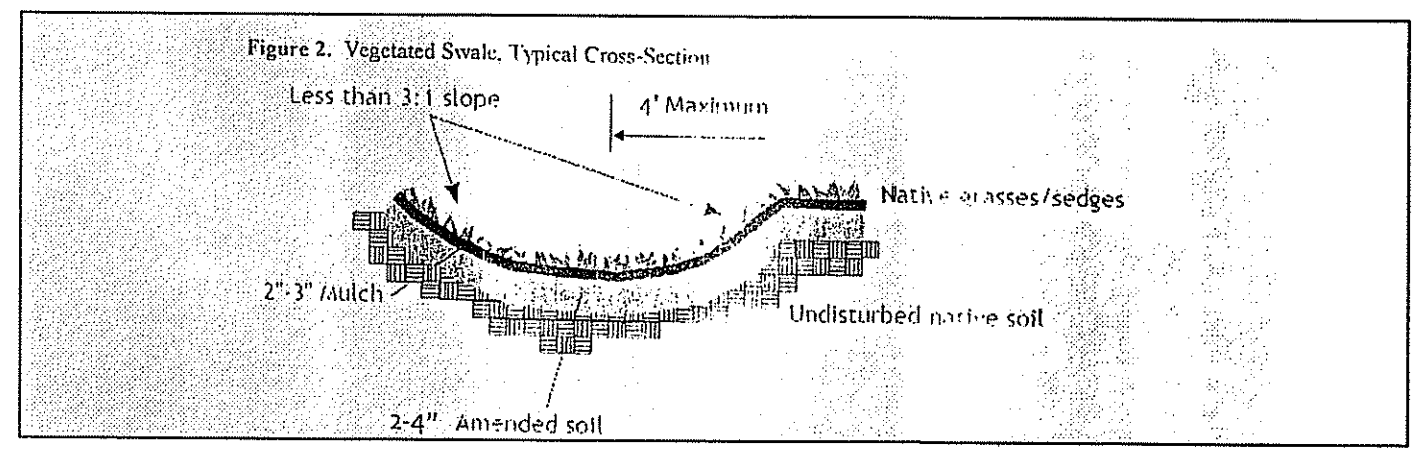 Figure 2. Vegetated Swale, Typical Cross-Section
Less than 3:1 slope
4' Maximum
Native grasses/sedges
2"-3" Mulch
Undisturbed native soil
2-4" Amended soil